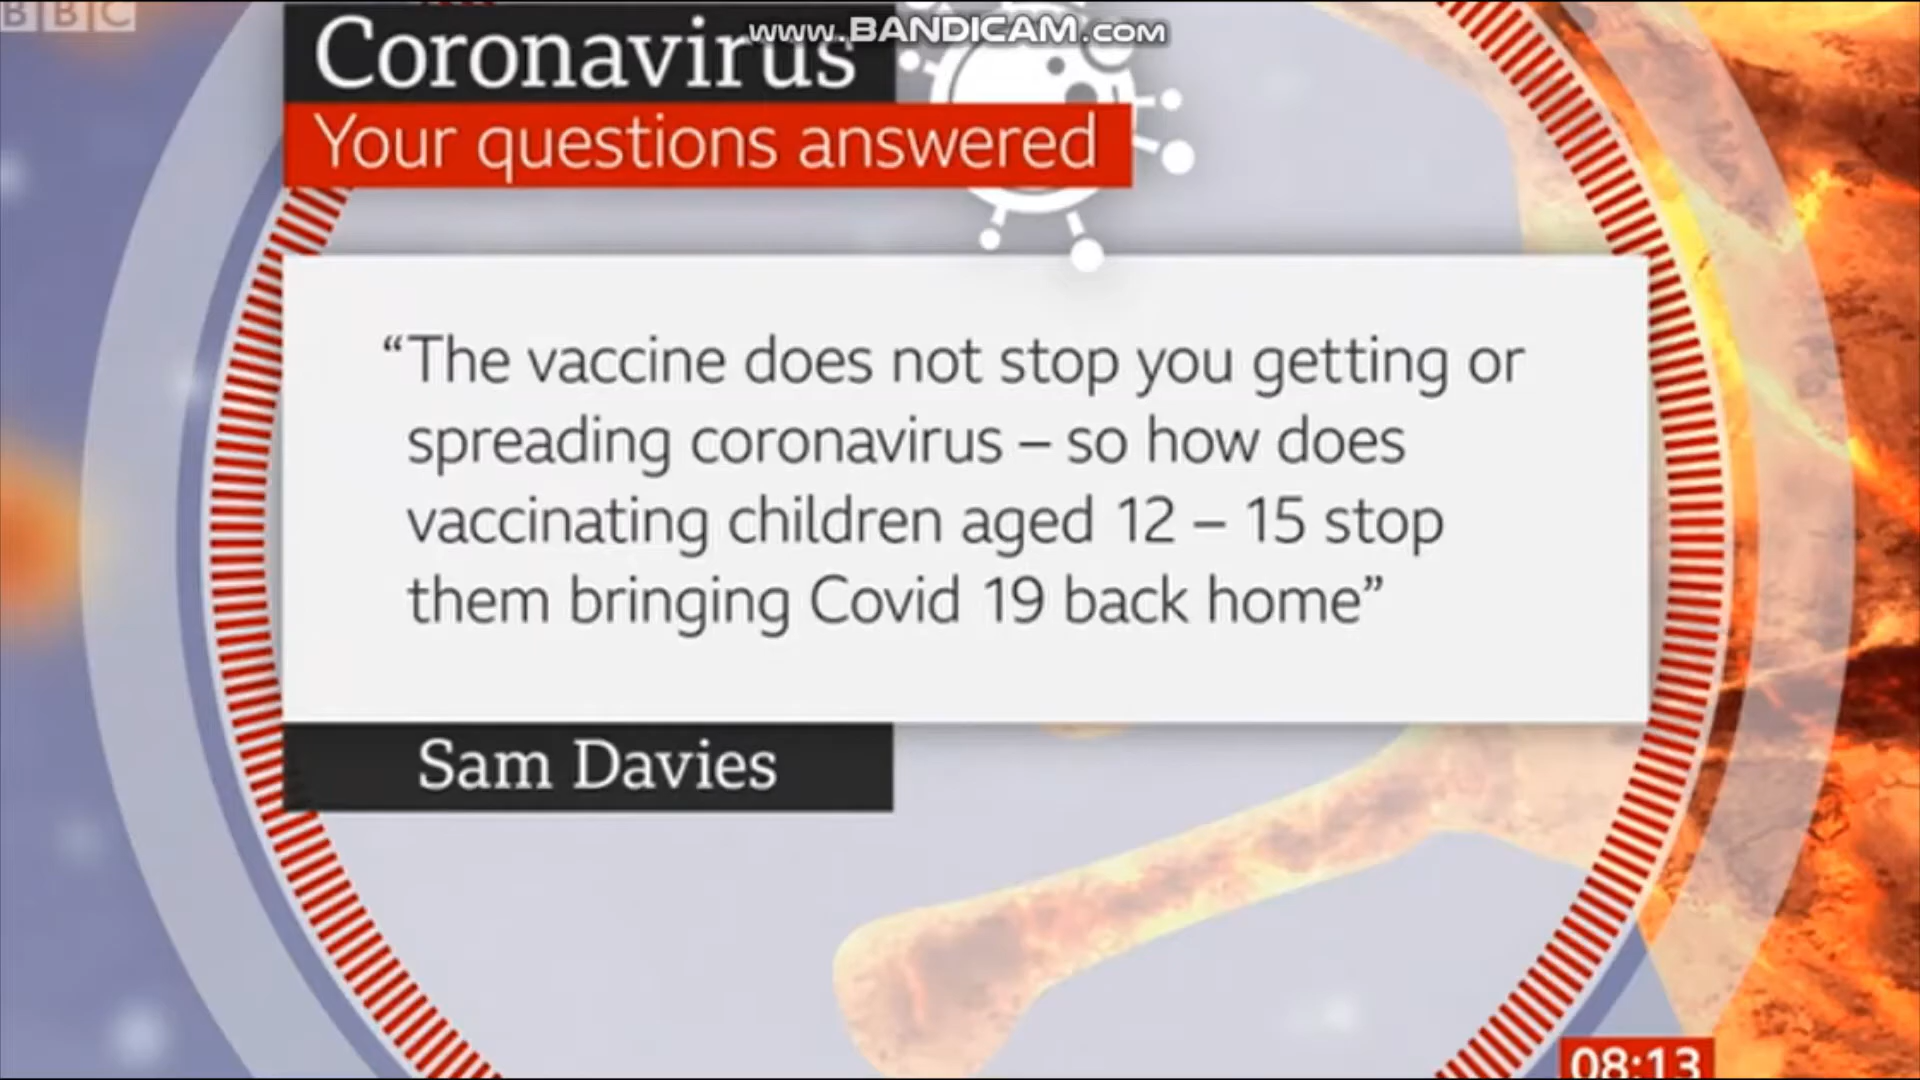 BBC
www.BANDICAM.com
Coronavirus
Your questions answered
“The vaccine does not stop you getting or
spreading coronavirus – so how does
vaccinating children aged 12 – 15 stop
them bringing Covid 19 back home”
Sam Davies
08:13